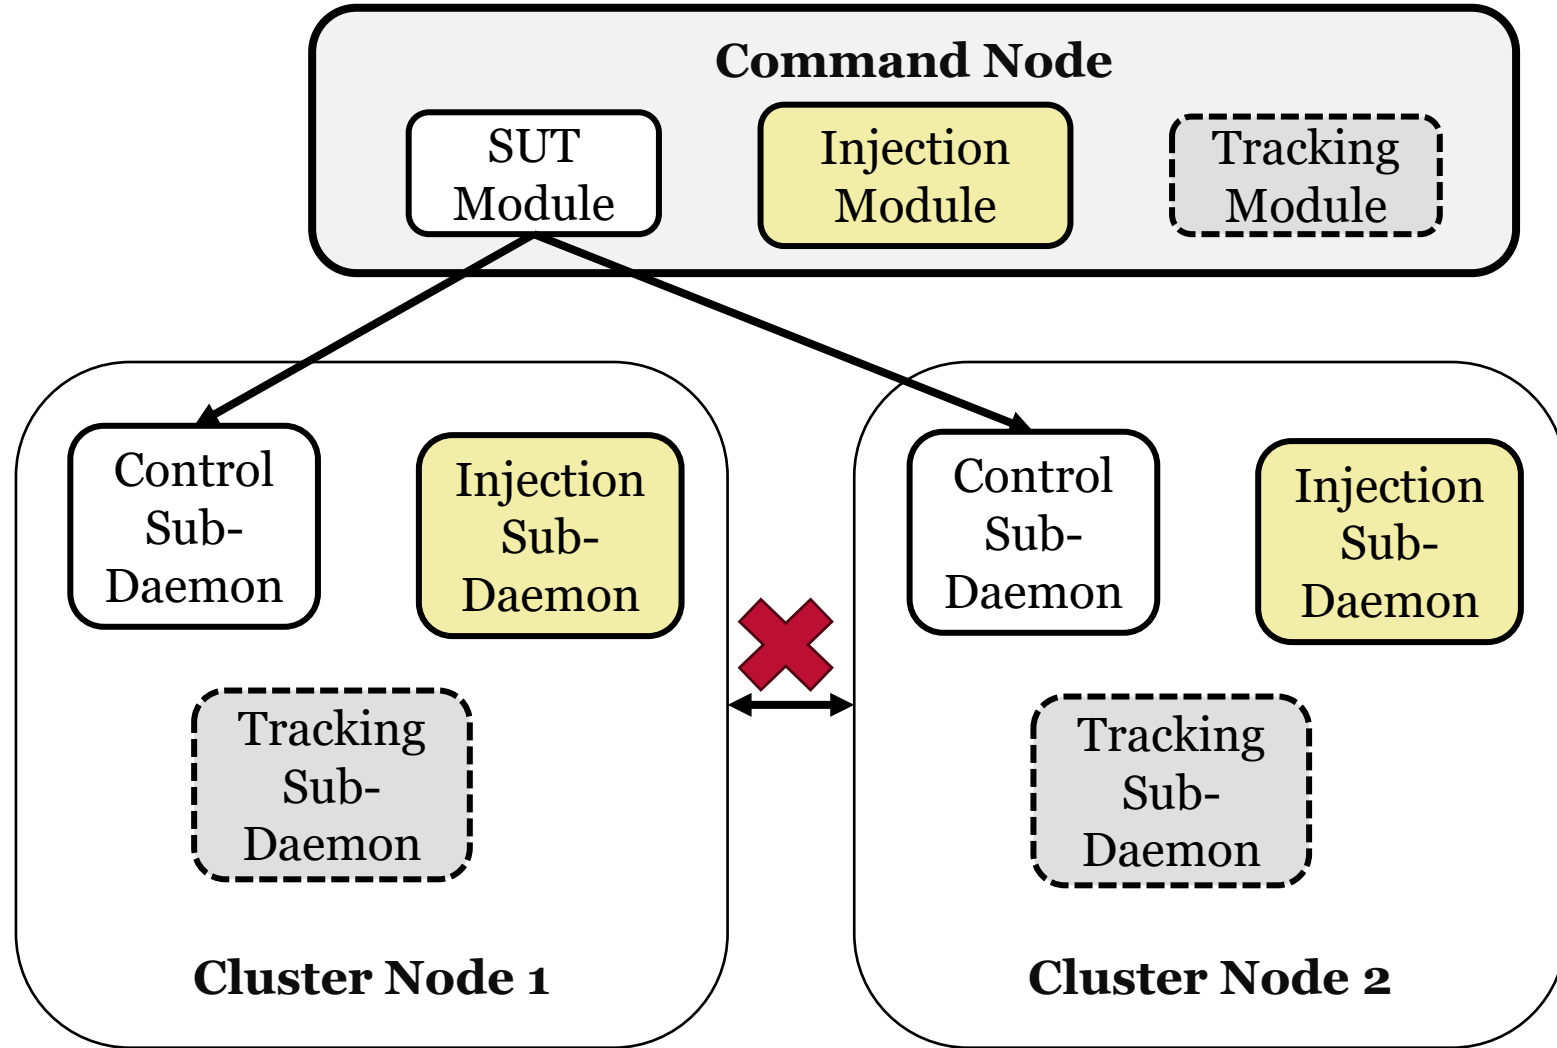 Command Node
SUT
Module
Injection
Module
Tracking
Module
Control
Sub-
Daemon
Injection
Sub-
Daemon
Tracking
Sub-
Daemon
Cluster Node 1
Control
Sub-
Daemon
Injection
Sub-
Daemon
Tracking
Sub-
Daemon
Cluster Node 2